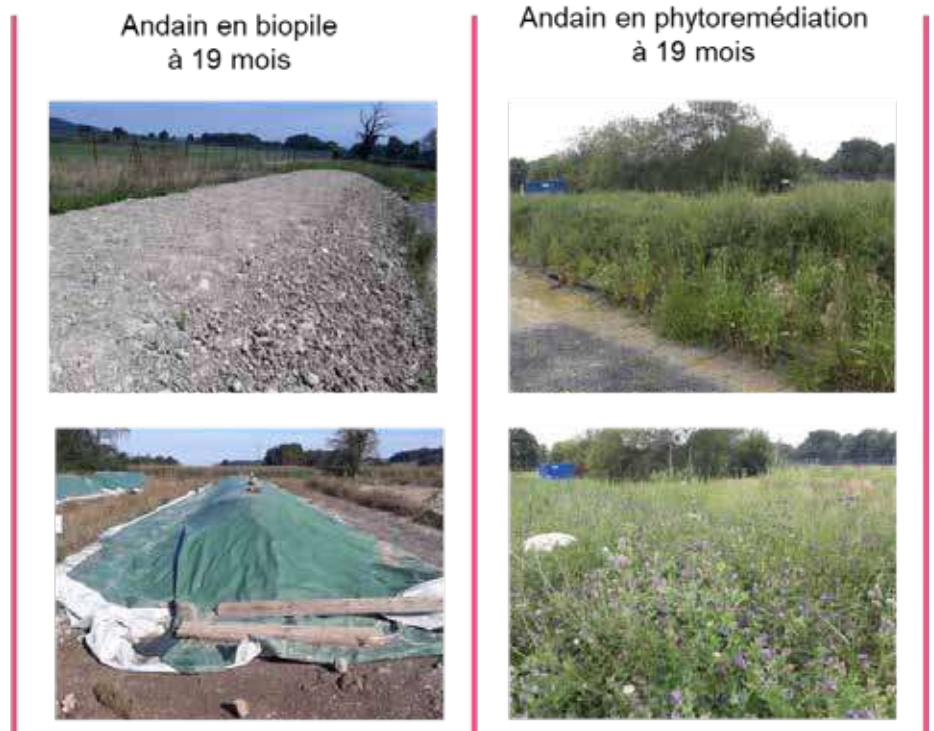 Andain en biopile
à 19 mois
Andain en phytoremédiation
à 19 mois